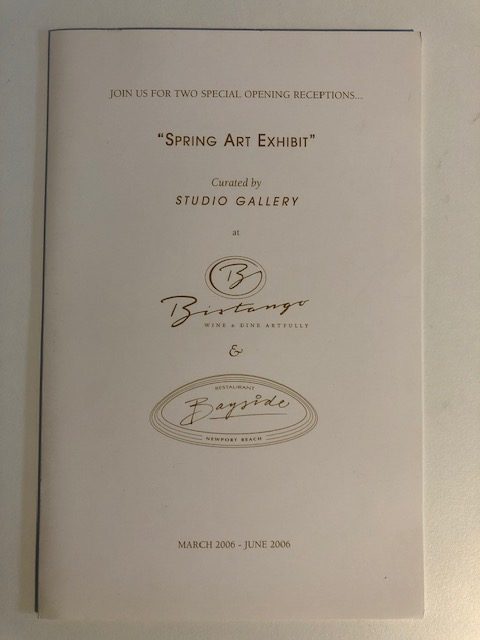 JOIN US FOR TWO SPECIAL OPENING RECEPTIONS...
"SPRING ART EXHIBIT"
Curated by
STUDIO GALLERY
at
B
Bistango
WINE & DINE ARTFULLY
&
RESTAURANT
Bayside
NEWPORT BEACH
MARCH 2006 - JUNE 2006